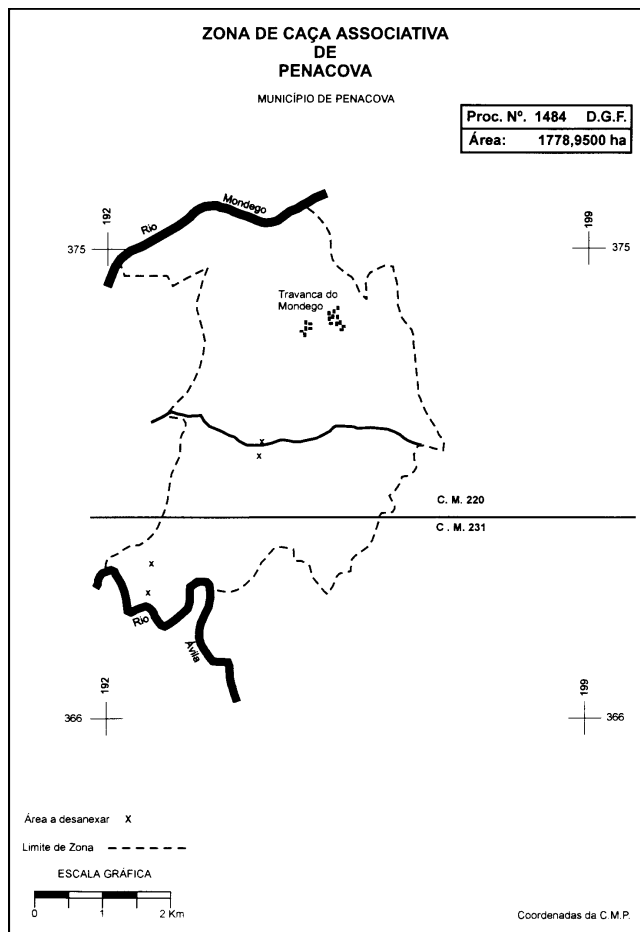 ZONA DE CAÇA ASSOCIATIVA
DE
PENACOVA
MUNICÍPIO DE PENACOVA
Proc. Nº. 1484 D.G.F.
Área: 1778,9500 ha
192
Rio Mondego
199
375
375
Travanca do
Mondego
x
x
C. M. 220
C . M. 231
x
x
Rio
Ávila
192
199
366
366
Área a desanexar x
Limite de Zona
ESCALA GRÁFICA
0 1 2 Km
Coordenadas da C.M.P.